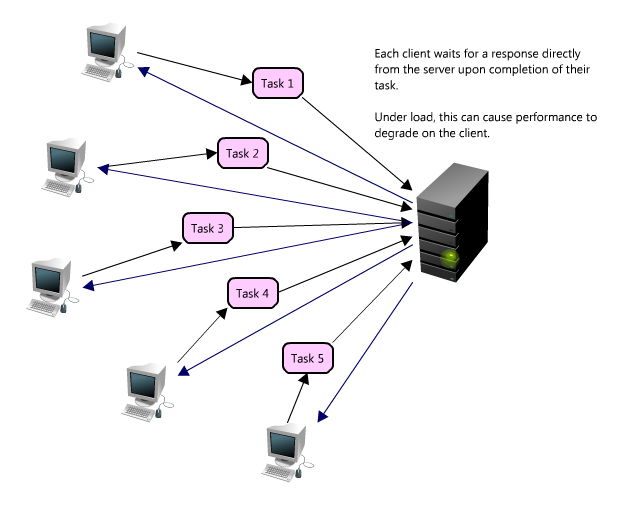 Each client waits for a response directly
from the server upon completion of their
task.
Under load, this can cause performance to
degrade on the client.
Task 1
Task 2
Task 3
Task 4
Task 5